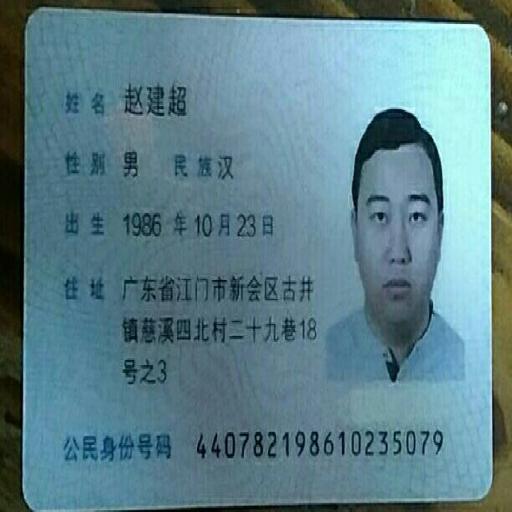 姓名 赵建超
性别 男 民族 汉
出生 1986 年 10 月 23 日
住址 广东省江门市新会区古井
镇慈溪四北村二十九巷18
号之3
公民身份号码 440782198610235079